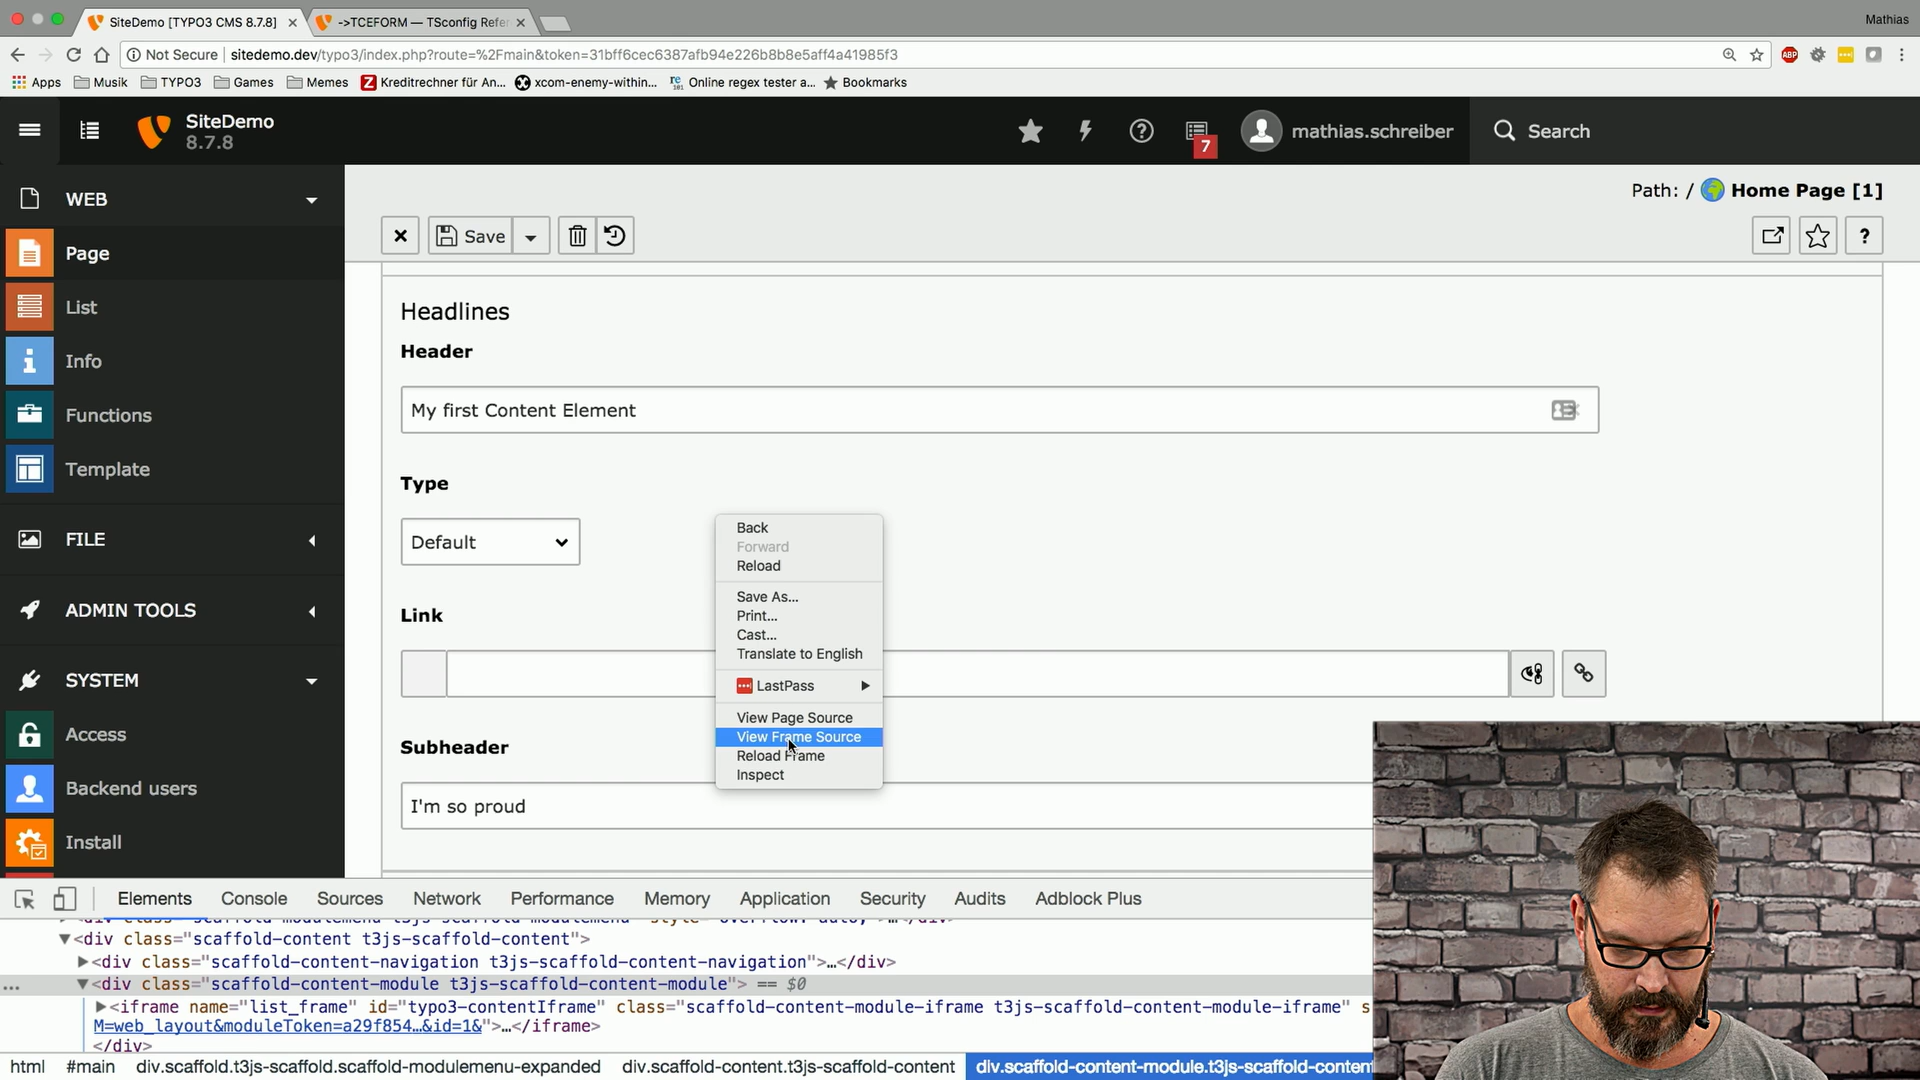 SiteDemo [TYPO3 CMS 8.7.8]
->TCEFORM — TSconfig Refer
Mathias
Not Secure
sitedemo.dev/typo3/index.php?route=%2Fmain&token=31bff6cec6387afb94e226b8b8e5aff4a41985f3
ABP
Apps
Musik
TYPO3
Games
Memes
Kreditrechner für An...
xcom-enemy-within...
Online regex tester a...
Bookmarks
SiteDemo
8.7.8
7
mathias.schreiber
Search
WEB
Page
List
Info
Functions
Template
FILE
ADMIN TOOLS
SYSTEM
Access
Backend users
Install
Path: / Home Page [1]
Save
?
Headlines
Header
My first Content Element
Type
Default
Link
Subheader
I'm so proud
Back
Forward
Reload
Save As...
Print...
Cast...
Translate to English
LastPass
View Page Source
View Frame Source
Reload Frame
Inspect
Elements
Console
Sources
Network
Performance
Memory
Application
Security
Audits
Adblock Plus
<div class="scaffold-content t3js-scaffold-content">
<div class="scaffold-content-navigation t3js-scaffold-content-navigation">…</div>
... <div class="scaffold-content-module t3js-scaffold-content-module"> == $0
<iframe name="list_frame" id="typo3-contentIframe" class="scaffold-content-module-iframe t3js-scaffold-content-module-iframe" s
M=web_layout&moduleToken=a29f854…&id=1&">…</iframe>
</div>
html
#main
div.scaffold.t3js-scaffold.scaffold-modulemenu-expanded
div.scaffold-content.t3js-scaffold-content
div.scaffold-content-module.t3js-scaffold-content